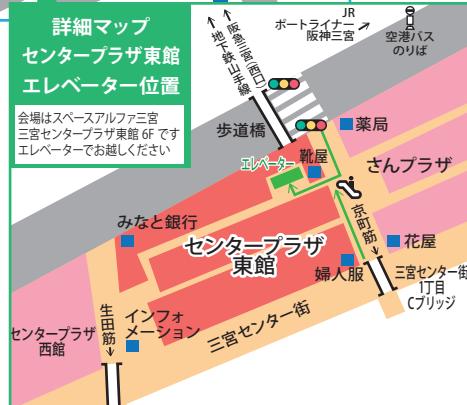 詳細マップ
センタープラザ東館
エレベーター位置
会場はスペースアルファ三宮
三宮センタープラザ東館 6F です
エレベーターでお越しください
↑阪急三宮(西口)
↑地下鉄山手線
JR
ポートライナー
阪神三宮
空港バス
のりば
歩道橋
薬局
エレベーター
靴屋
さんプラザ
みなと銀行
京町筋→
センタープラザ
東館
花屋
婦人服
三宮センター街
1丁目
Cブリッジ
生田筋→
インフォ
メーション
三宮センター街
センタープラザ
西館